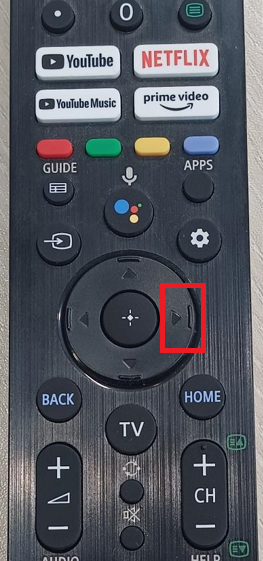 0
YouTube NETFLIX
YouTube Music prime video
GUIDE APPS
BACK HOME
TV
+ +
CH
− −
AUDIO HELP